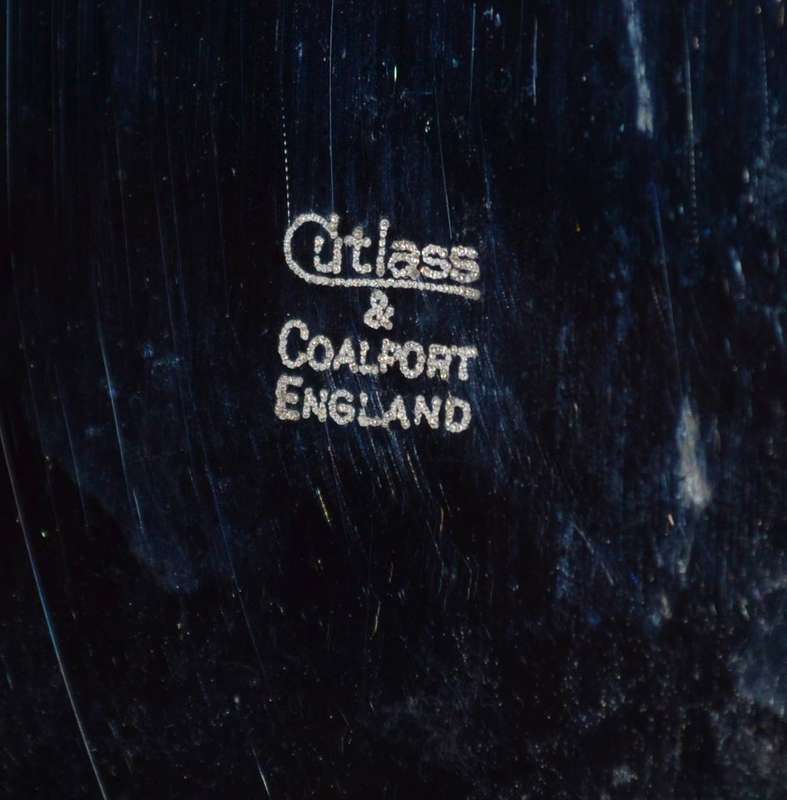 Cutlass
&
COALPORT
ENGLAND